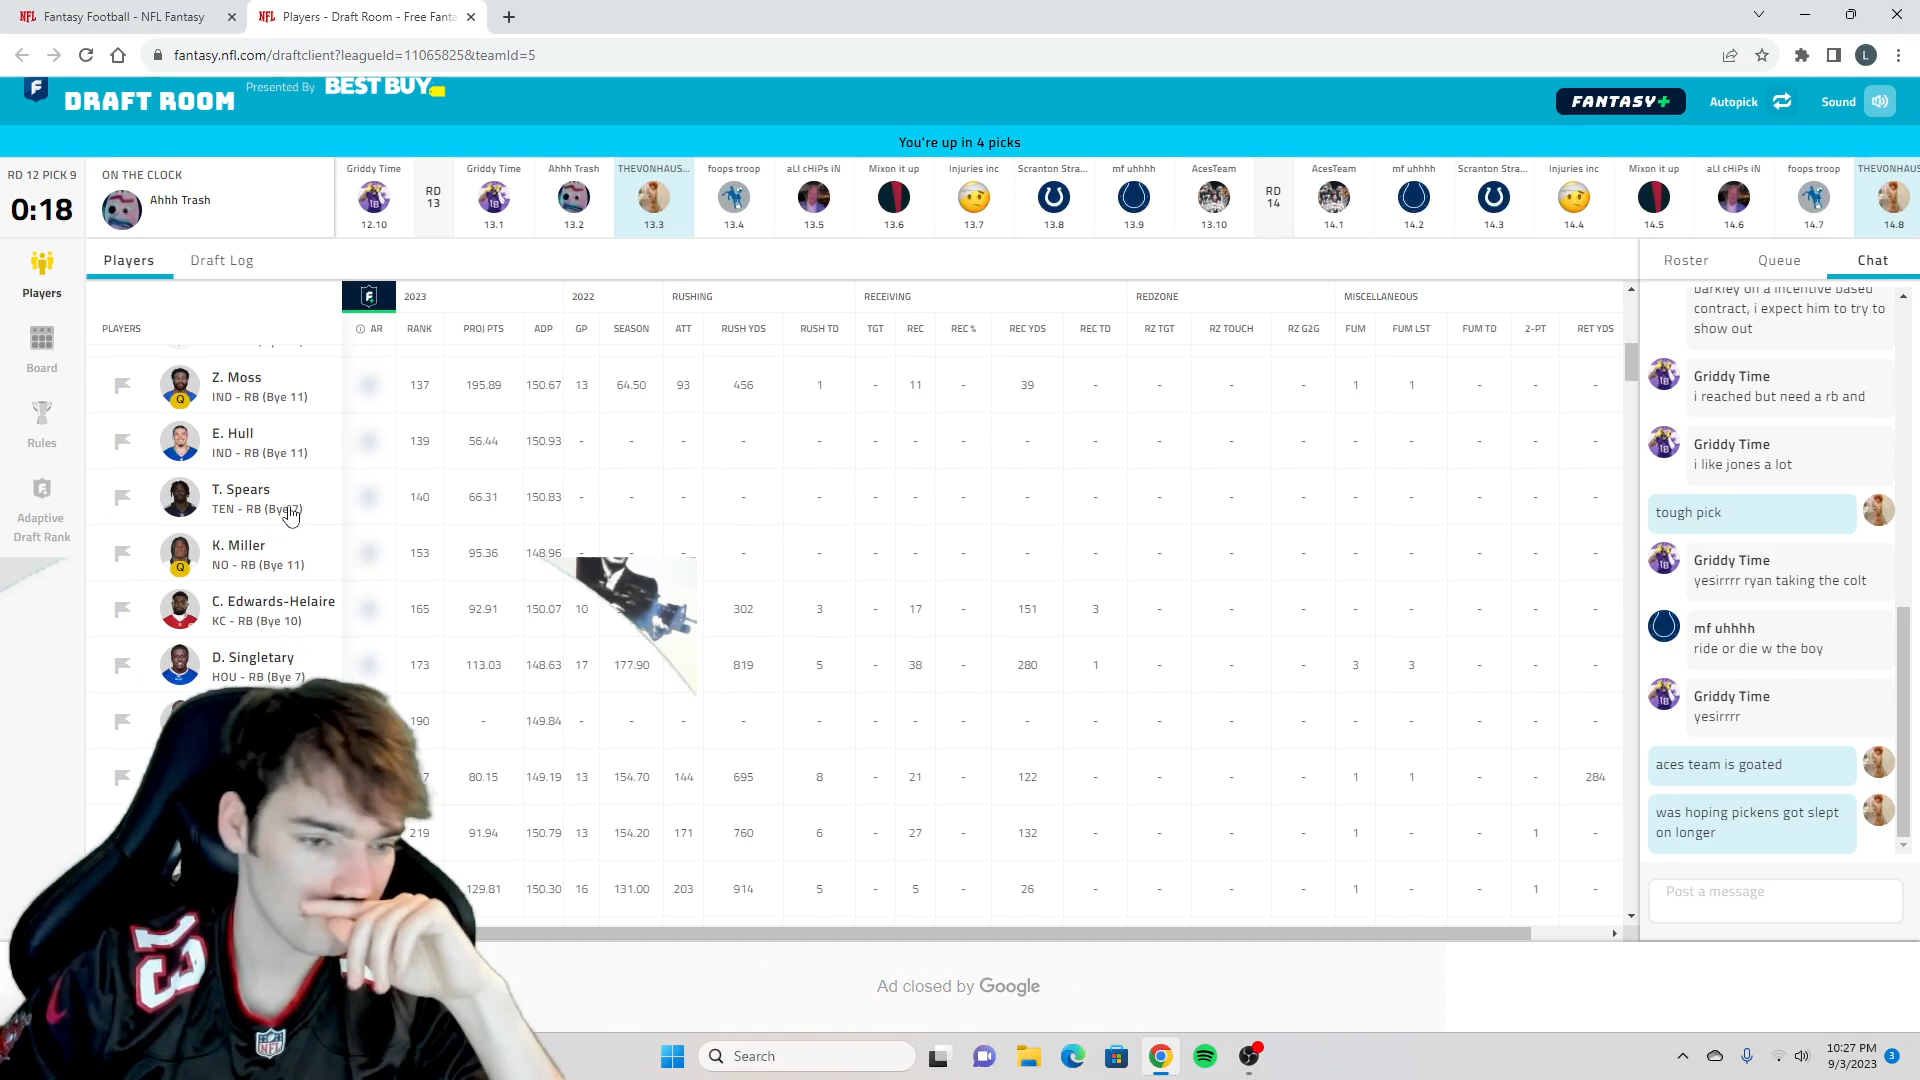 Fantasy Football - NFL Fantasy
Players - Draft Room - Free Fanta
fantasy.nfl.com/draftclient?leagueId=11065825&teamId=5
L
DRAFT ROOM
Presented By BEST BUY
FANTASY+
Autopick
Sound
You're up in 4 picks
RD 12 PICK 9
0:18
ON THE CLOCK
Ahhh Trash
Griddy Time 12.10
RD 13
Griddy Time 13.1
Ahhh Trash 13.2
THEVONHAUS... 13.3
foops troop 13.4
aLl cHiPs iN 13.5
Mixon it up 13.6
Injuries inc 13.7
Scranton Stra... 13.8
mf uhhhh 13.9
AcesTeam 13.10
RD 14
AcesTeam 14.1
mf uhhhh 14.2
Scranton Stra... 14.3
Injuries inc 14.4
Mixon it up 14.5
aLl cHiPs iN 14.6
foops troop 14.7
THEVONHAUS 14.8
Players
Board
Rules
Adaptive
Draft Rank
Players Draft Log
2023 2022 RUSHING RECEIVING REDZONE MISCELLANEOUS
PLAYERS AR RANK PROJ PTS ADP GP SEASON ATT RUSH YDS RUSH TD TGT REC REC % REC YDS REC TD RZ TGT RZ TOUCH RZ G2G FUM FUM LST FUM TD 2-PT RET YDS
Z. Moss
IND - RB (Bye 11)
Q
137 195.89 150.67 13 64.50 93 456 1 - 11 - 39 - - - - 1 1 - - -
E. Hull
IND - RB (Bye 11)
139 56.44 150.93 - - - - - - - - - - - - - - - - - -
T. Spears
TEN - RB (Bye 7)
140 66.31 150.83 - - - - - - - - - - - - - - - - - -
K. Miller
NO - RB (Bye 11)
Q
153 95.36 148.96 - - - - - - - - - - - - - - - - - -
C. Edwards-Helaire
KC - RB (Bye 10)
165 92.91 150.07 10 302 3 - 17 - 151 3 - - - - - - - -
D. Singletary
HOU - RB (Bye 7)
173 113.03 148.63 17 177.90 819 5 - 38 - 280 1 - - - 3 3 - - -
190 - 149.84 - - - - - - - - - - - - - - - - - -
7 80.15 149.19 13 154.70 144 695 8 - 21 - 122 - - - - 1 1 - - 284
219 91.94 150.79 13 154.20 171 760 6 - 27 - 132 - - - - 1 - - 1 -
129.81 150.30 16 131.00 203 914 5 - 5 - 26 - - - - 1 - - 1 -
Roster Queue Chat
barkley on a incentive based
contract, i expect him to try to
show out
Griddy Time
i reached but need a rb and
Griddy Time
i like jones a lot
tough pick
Griddy Time
yesirrrr ryan taking the colt
mf uhhhh
ride or die w the boy
Griddy Time
yesirrrr
aces team is goated
was hoping pickens got slept
on longer
Post a message
Ad closed by Google
NFL
Search
10:27 PM
9/3/2023
3